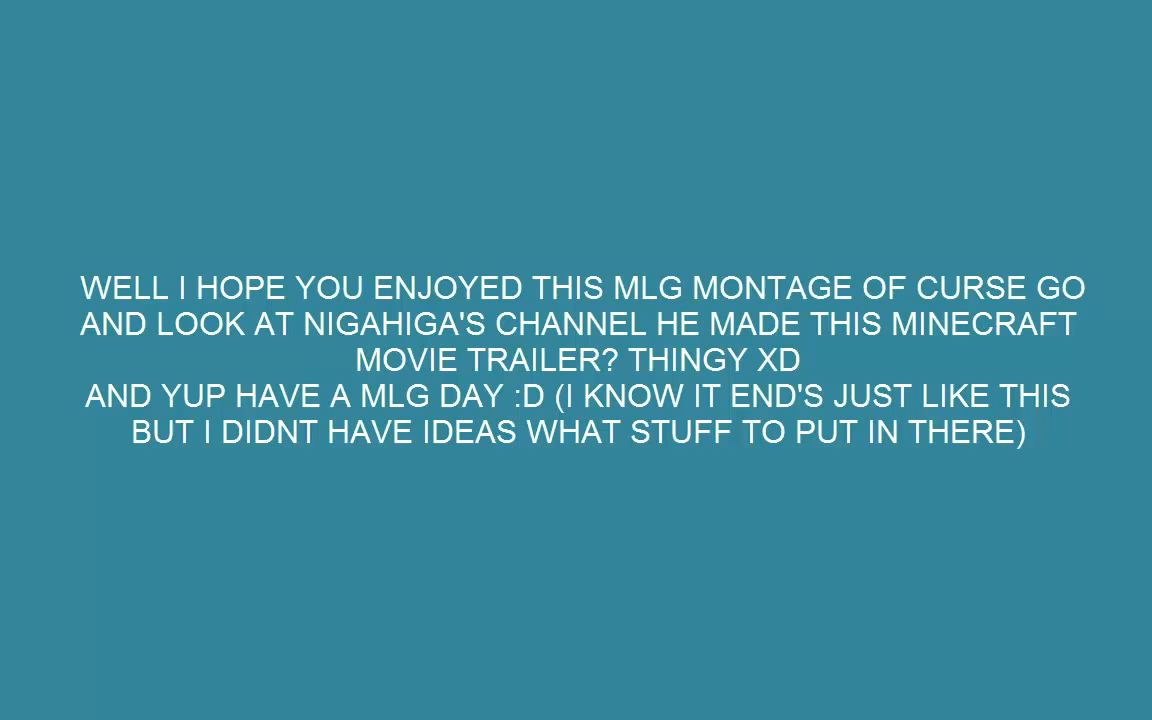 WELL I HOPE YOU ENJOYED THIS MLG MONTAGE OF CURSE GO
AND LOOK AT NIGAHIGA'S CHANNEL HE MADE THIS MINECRAFT
MOVIE TRAILER? THINGY XD
AND YUP HAVE A MLG DAY :D (I KNOW IT END'S JUST LIKE THIS
BUT I DIDNT HAVE IDEAS WHAT STUFF TO PUT IN THERE)